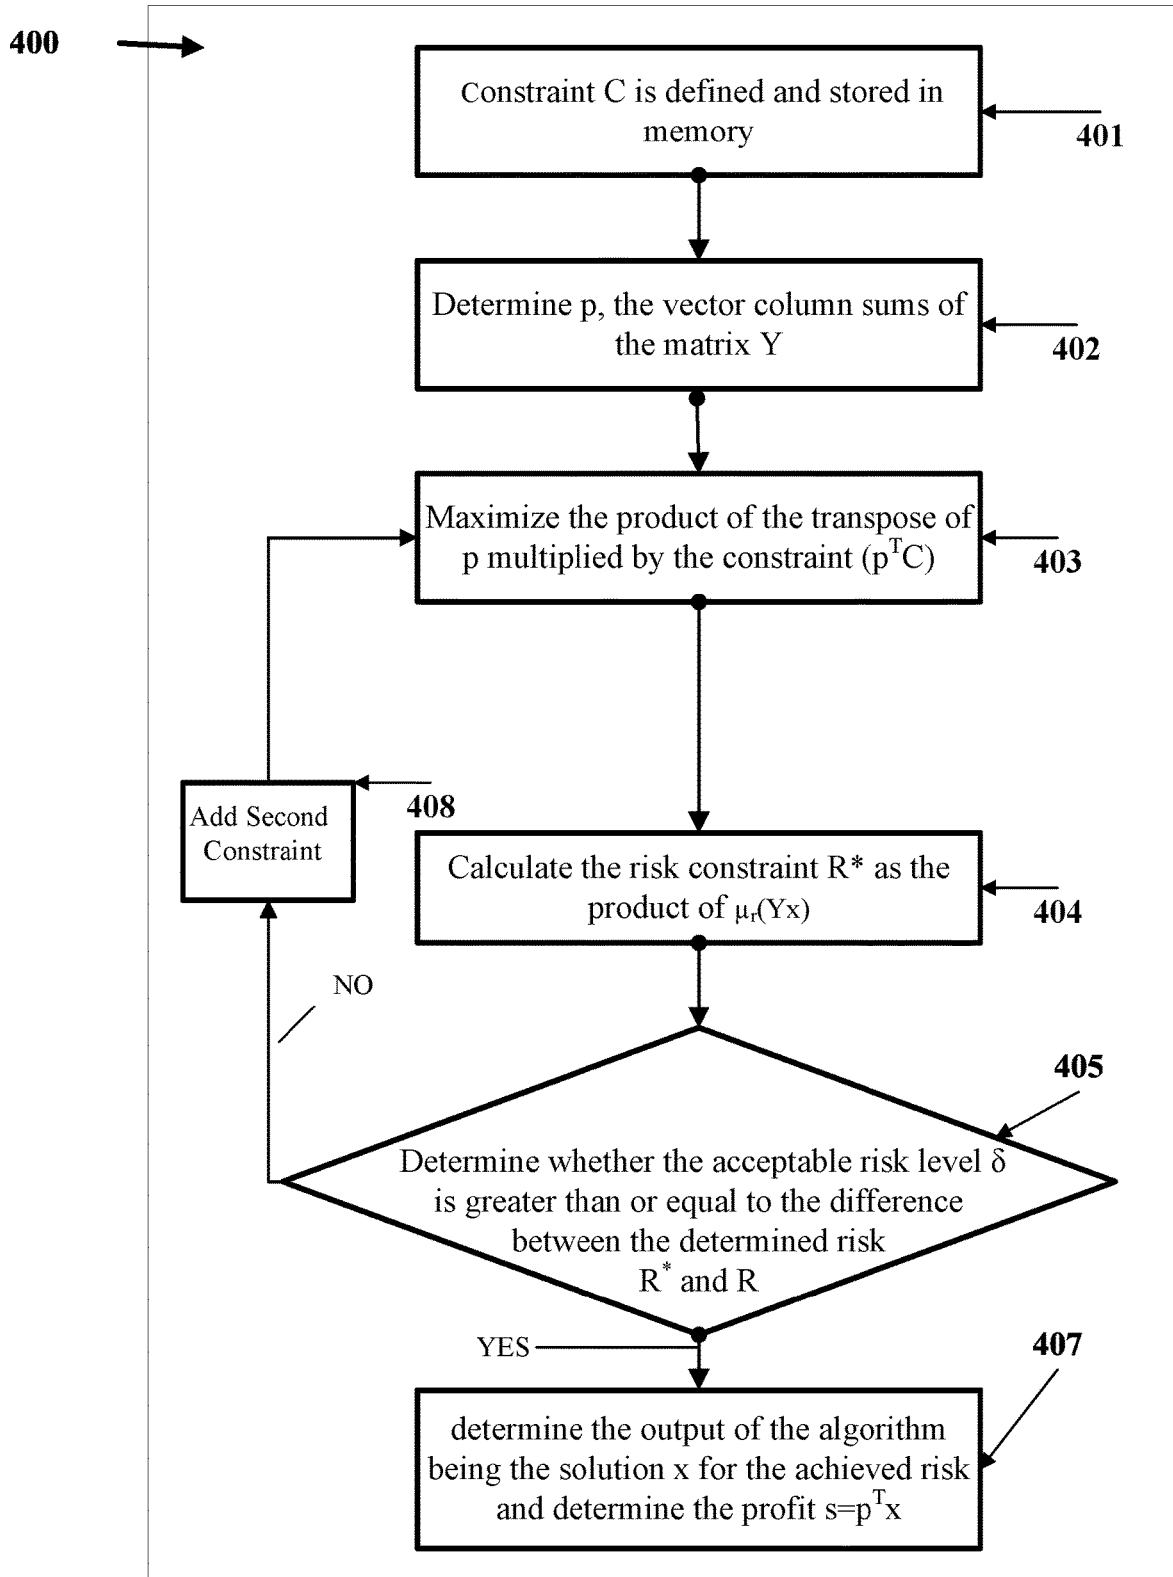 400
Constraint C is defined and stored in
memory
401
Determine p, the vector column sums of
the matrix Y
402
Maximize the product of the transpose of
p multiplied by the constraint (pᵀC)
403
Add Second
Constraint
408
Calculate the risk constraint R* as the
product of µᵣ(Yx)
404
NO
405
Determine whether the acceptable risk level δ
is greater than or equal to the difference
between the determined risk
R* and R
YES
407
determine the output of the algorithm
being the solution x for the achieved risk
and determine the profit s=pᵀx